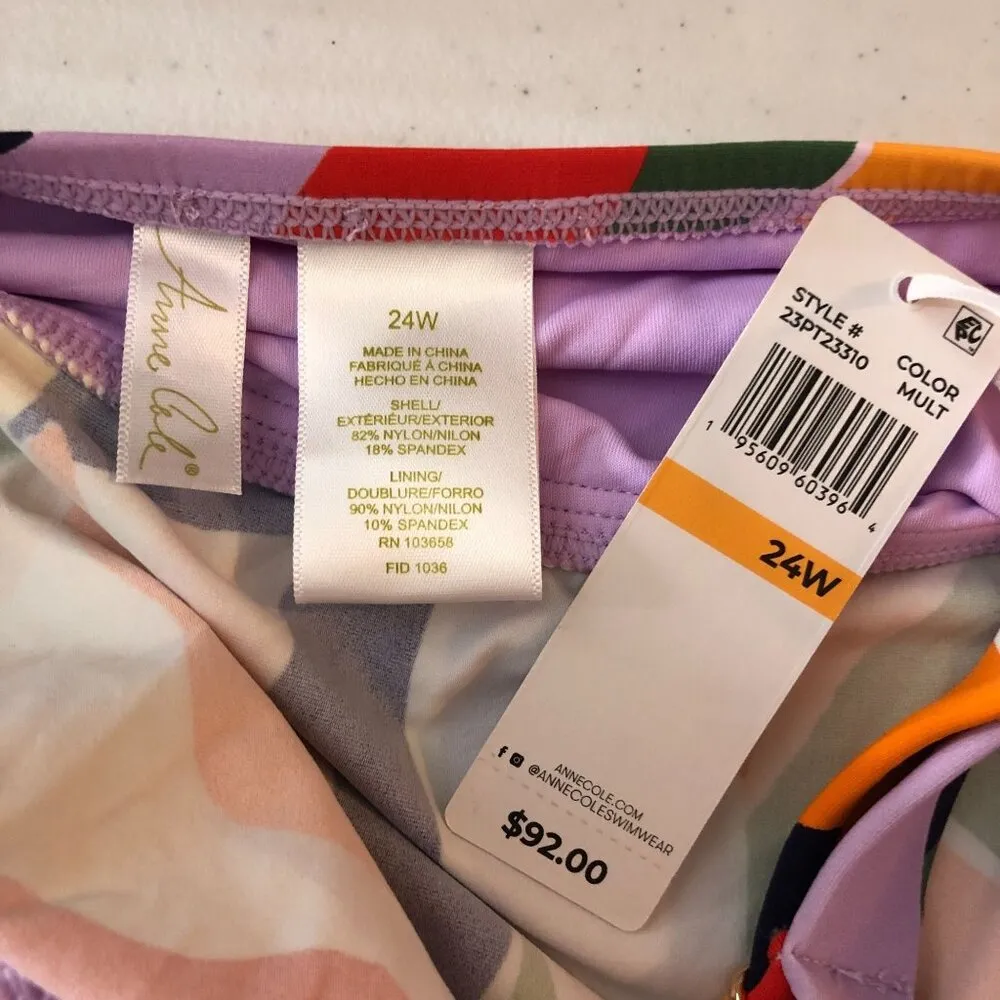 Anne Cole®
24W
MADE IN CHINA
FABRIQUÉ À CHINA
HECHO EN CHINA
SHELL/
EXTÉRIEUR/EXTERIOR
82% NYLON/NILON
18% SPANDEX
LINING/
DOUBLURE/FORRO
90% NYLON/NILON
10% SPANDEX
RN 103658
FID 1036
STYLE #
23PT23310
COLOR
MULT
1 95609 60396 4
24W
ANNECOLE.COM
@ANNECOLESWIMWEAR
$92.00